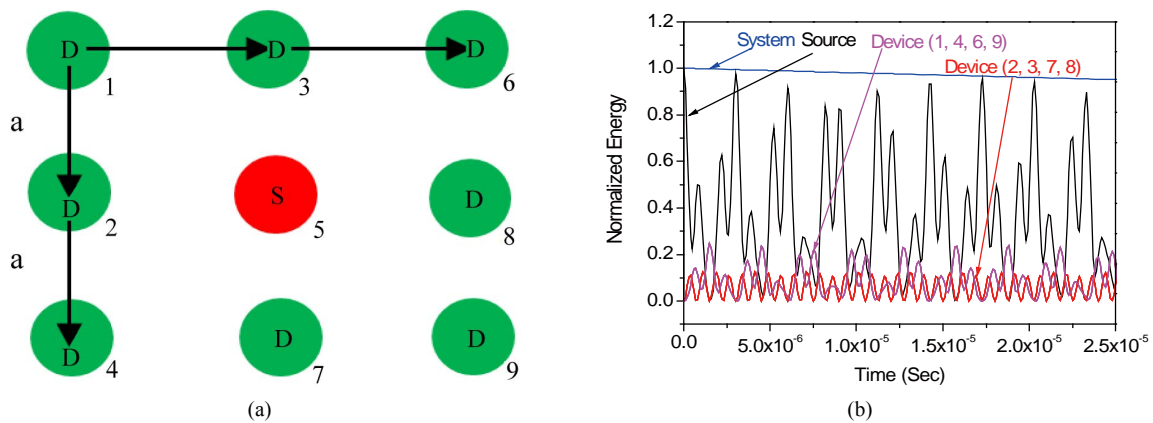 a
D D D
1 3 6
a
D S D
2 5 8
a
D D D
4 7 9
(a)
1.2
System Source Device (1, 4, 6, 9)
1.0
Device (2, 3, 7, 8)
0.8
0.6
0.4
0.2
0.0
Normalized Energy
0.0 5.0x10⁻⁶ 1.0x10⁻⁵ 1.5x10⁻⁵ 2.0x10⁻⁵ 2.5x10⁻⁵
Time (Sec)
(b)